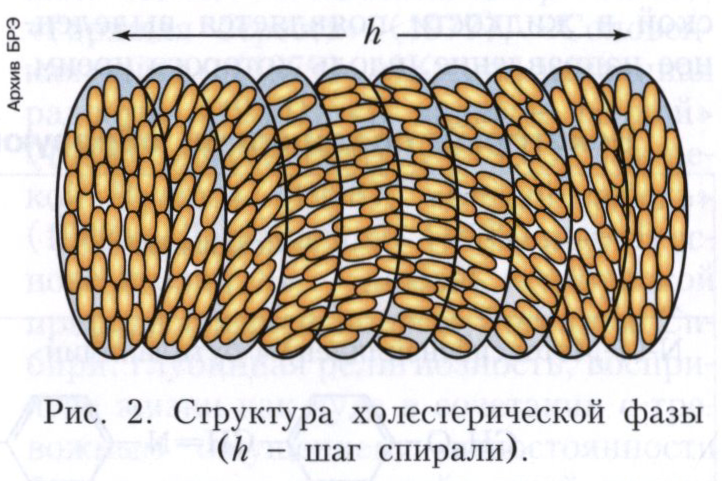 Архив БРЭ
h
Рис. 2. Структура холестерической фазы
(h – шаг спирали).